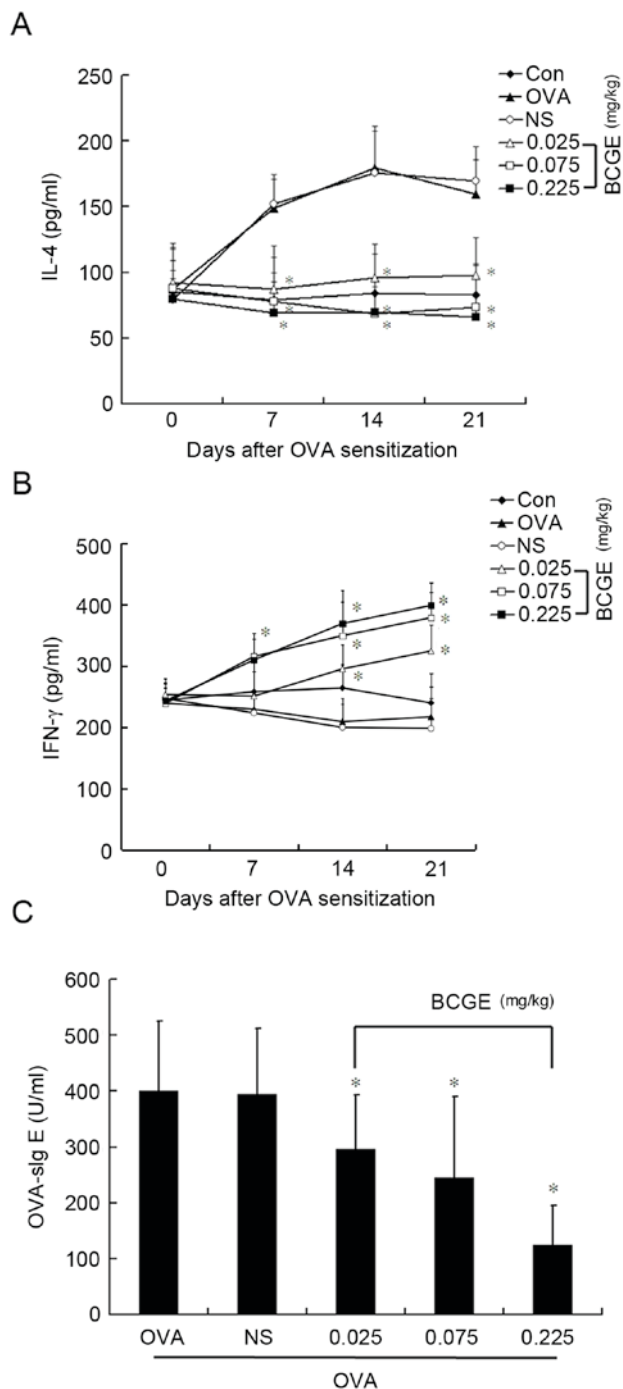 A
IL-4 (pg/ml)
250
200
150
100
50
0
0 7 14 21
Days after OVA sensitization
Con
OVA
NS
0.025
0.075
0.225
BCGE (mg/kg)
* * *
* * *
* * *
B
IFN-γ (pg/ml)
500
400
300
200
100
0
0 7 14 21
Days after OVA sensitization
Con
OVA
NS
0.025
0.075
0.225
BCGE (mg/kg)
* * *
* *
* *
C
OVA-sIg E (U/ml)
600
500
400
300
200
100
0
BCGE (mg/kg)
* * *
OVA NS 0.025 0.075 0.225
OVA